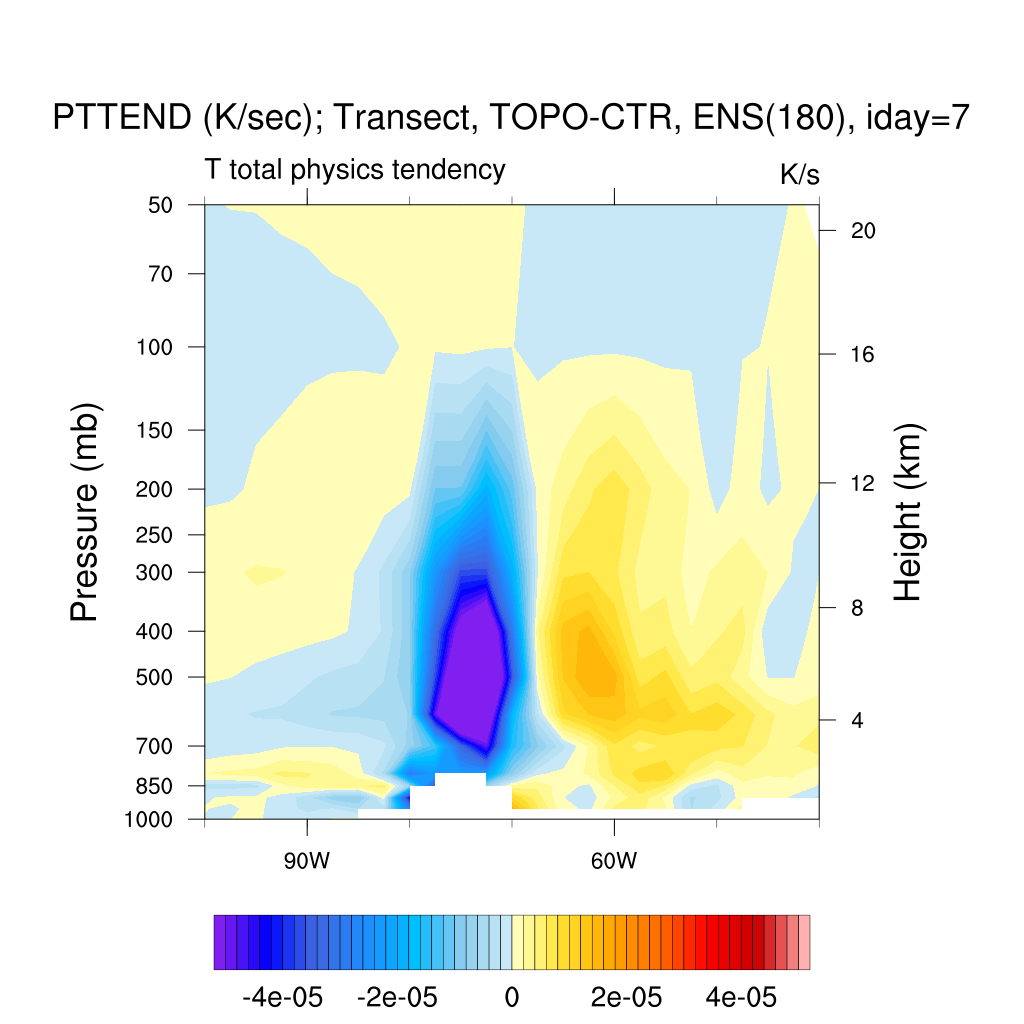 PTTEND (K/sec); Transect, TOPO-CTR, ENS(180), iday=7
T total physics tendency
K/s
50
70
100
150
200
250
300
400
500
700
850
1000
Pressure (mb)
20
16
12
8
4
Height (km)
90W
60W
-4e-05
-2e-05
0
2e-05
4e-05